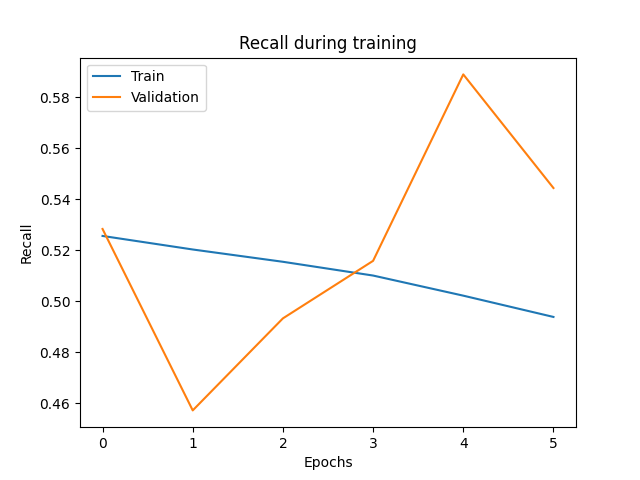 Recall during training
Train
Validation
0.58
0.56
0.54
0.52
0.50
0.48
0.46
Recall
0 1 2 3 4 5
Epochs